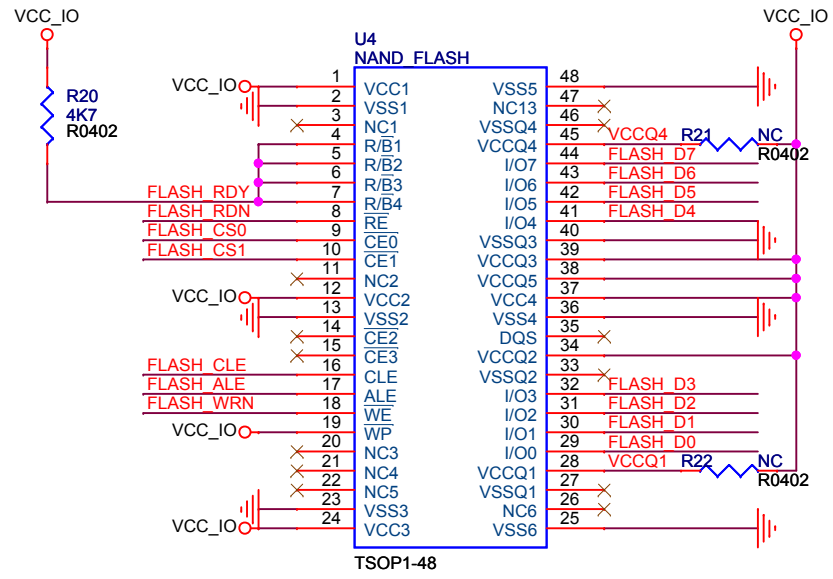 VCC_IO
VCC_IO
U4
NAND_FLASH
R20
4K7
R0402
VCC_IO 1 VCC1 VSS5 48
2 VSS1 NC13 47
3 NC1 VSSQ4 46
4 R/B1 VCCQ4 45 VCCQ4 R21 NC
R0402
5 R/B2 I/O7 44 FLASH_D7
6 R/B3 I/O6 43 FLASH_D6
FLASH_RDY 7 R/B4 I/O5 42 FLASH_D5
FLASH_RDN 8 RE I/O4 41 FLASH_D4
FLASH_CS0 9 CE0 VSSQ3 40
FLASH_CS1 10 CE1 VCCQ3 39
11 NC2 VCCQ5 38
VCC_IO 12 VCC2 VCC4 37
13 VSS2 VSS4 36
14 CE2 DQS 35
15 CE3 VCCQ2 34
FLASH_CLE 16 CLE VSSQ2 33
FLASH_ALE 17 ALE I/O3 32 FLASH_D3
FLASH_WRN 18 WE I/O2 31 FLASH_D2
VCC_IO 19 WP I/O1 30 FLASH_D1
20 NC3 I/O0 29 FLASH_D0
21 NC4 VCCQ1 28 VCCQ1 R22 NC
R0402
22 NC5 VSSQ1 27
23 VSS3 NC6 26
VCC_IO 24 VCC3 VSS6 25
TSOP1-48